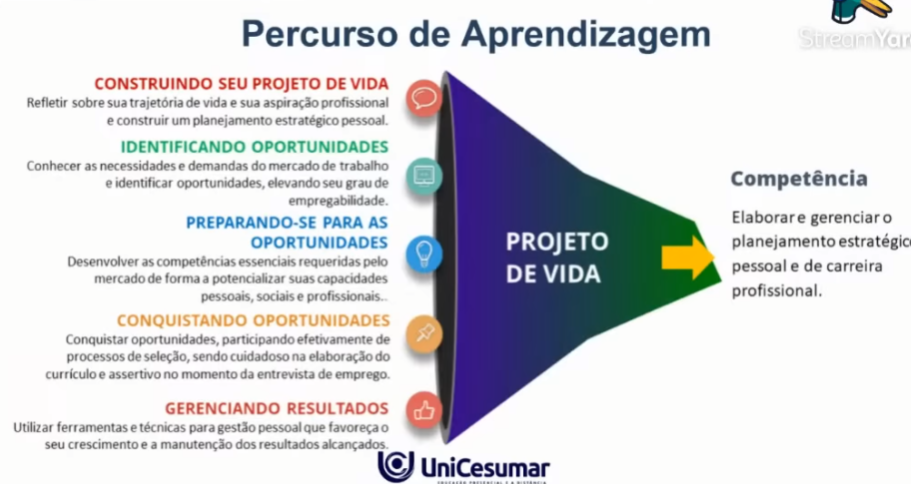 Percurso de Aprendizagem
StreamYar
CONSTRUINDO SEU PROJETO DE VIDA
Refletir sobre sua trajetória de vida e sua aspiração profissional
e construir um planejamento estratégico pessoal.
IDENTIFICANDO OPORTUNIDADES
Conhecer as necessidades e demandas do mercado de trabalho
e identificar oportunidades, elevando seu grau de
empregabilidade.
PREPARANDO-SE PARA AS
OPORTUNIDADES
Desenvolver as competências essenciais requeridas pelo
mercado de forma a potencializar suas capacidades
pessoais, sociais e profissionais..
CONQUISTANDO OPORTUNIDADES
Conquistar oportunidades, participando efetivamente de
processos de seleção, sendo cuidadoso na elaboração do
currículo e assertivo no momento da entrevista de emprego.
GERENCIANDO RESULTADOS
Utilizar ferramentas e técnicas para gestão pessoal que favoreça o
seu crescimento e a manutenção dos resultados alcançados.
PROJETO
DE VIDA
Competência
Elaborar e gerenciar o
planejamento estratégico
pessoal e de carreira
profissional.
UniCesumar
EDUCAÇÃO PRESENCIAL E A DISTÂNCIA